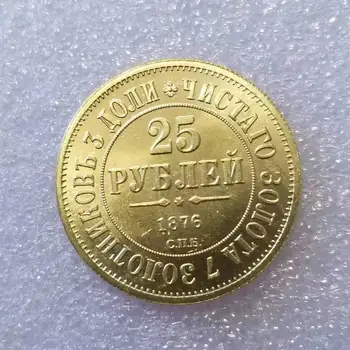 ЧИСТАГО ЗОЛОТА 7 ЗОЛОТНИКОВЪ 3 ДОЛИ
25
РУБЛЕЙ
1876
С.П.Б.